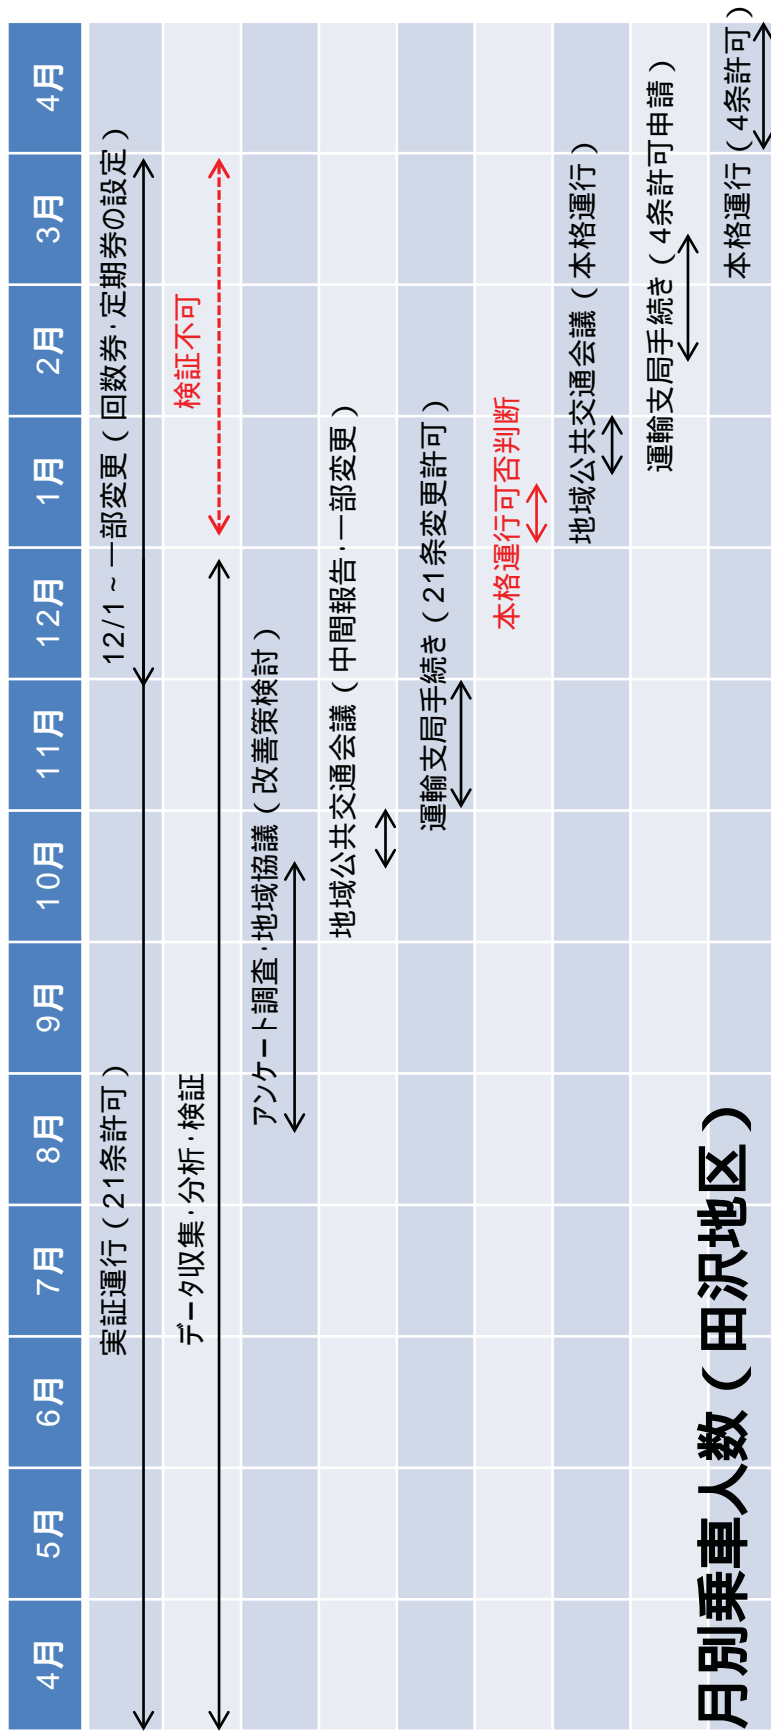 4月 5月 6月 7月 8月 9月 10月 11月 12月 1月 2月 3月 4月
実証運行(21条許可)
12/1~一部変更(回数券・定期券の設定)
データ収集・分析・検証
検証不可
アンケート調査・地域協議(改善策検討)
地域公共交通会議(中間報告・一部変更)
運輸支局手続き(21条変更許可)
本格運行可否判断
地域公共交通会議(本格運行)
運輸支局手続き(4条許可申請)
本格運行(4条許可)
月別乗車人数(田沢地区)